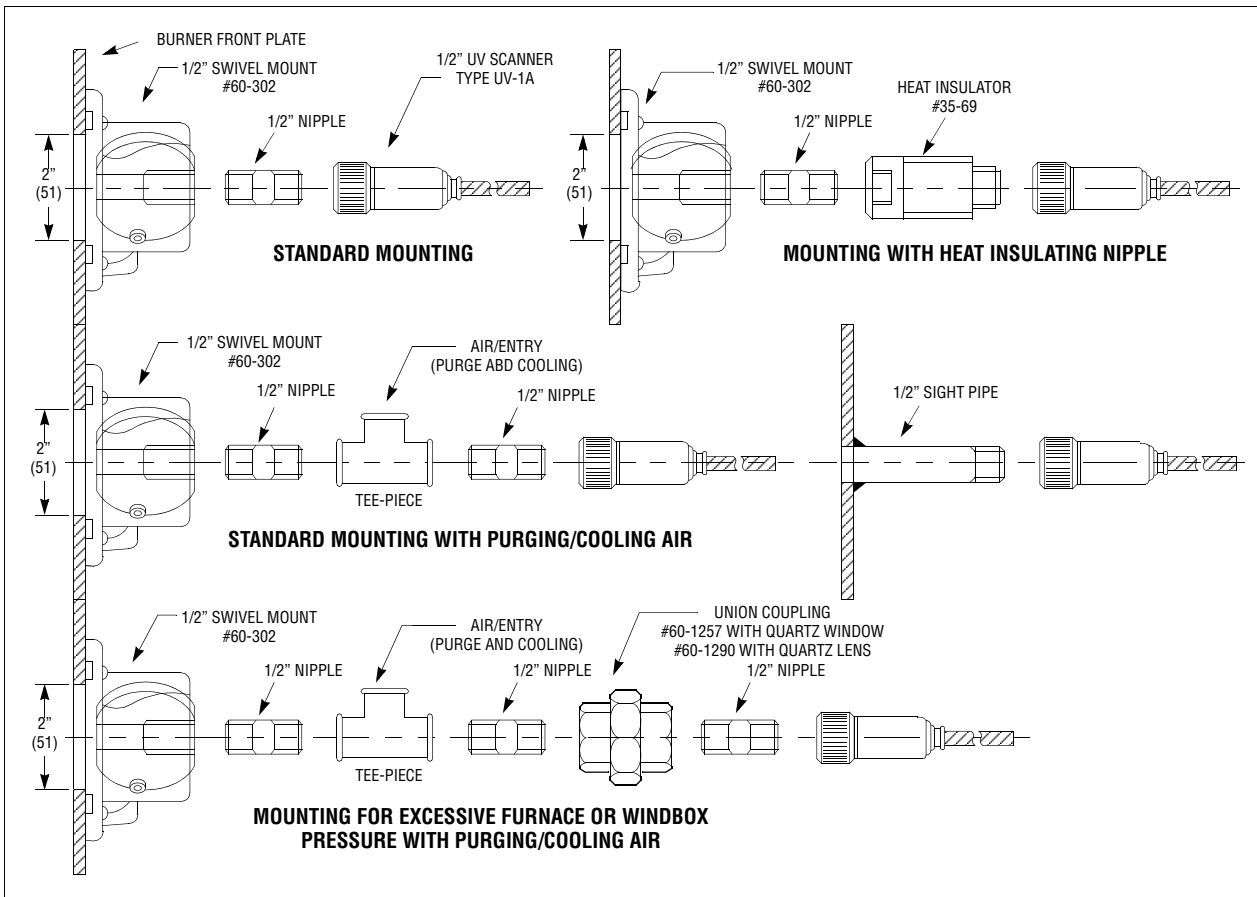 BURNER FRONT PLATE
1/2" SWIVEL MOUNT
#60-302
1/2" NIPPLE
1/2" UV SCANNER
TYPE UV-1A
2"
(51)
STANDARD MOUNTING
1/2" SWIVEL MOUNT
#60-302
1/2" NIPPLE
HEAT INSULATOR
#35-69
2"
(51)
MOUNTING WITH HEAT INSULATING NIPPLE
1/2" SWIVEL MOUNT
#60-302
1/2" NIPPLE
AIR/ENTRY
(PURGE ABD COOLING)
1/2" NIPPLE
2"
(51)
TEE-PIECE
STANDARD MOUNTING WITH PURGING/COOLING AIR
1/2" SIGHT PIPE
1/2" SWIVEL MOUNT
#60-302
1/2" NIPPLE
AIR/ENTRY
(PURGE AND COOLING)
1/2" NIPPLE
UNION COUPLING
#60-1257 WITH QUARTZ WINDOW
#60-1290 WITH QUARTZ LENS
1/2" NIPPLE
2"
(51)
TEE-PIECE
MOUNTING FOR EXCESSIVE FURNACE OR WINDBOX
PRESSURE WITH PURGING/COOLING AIR